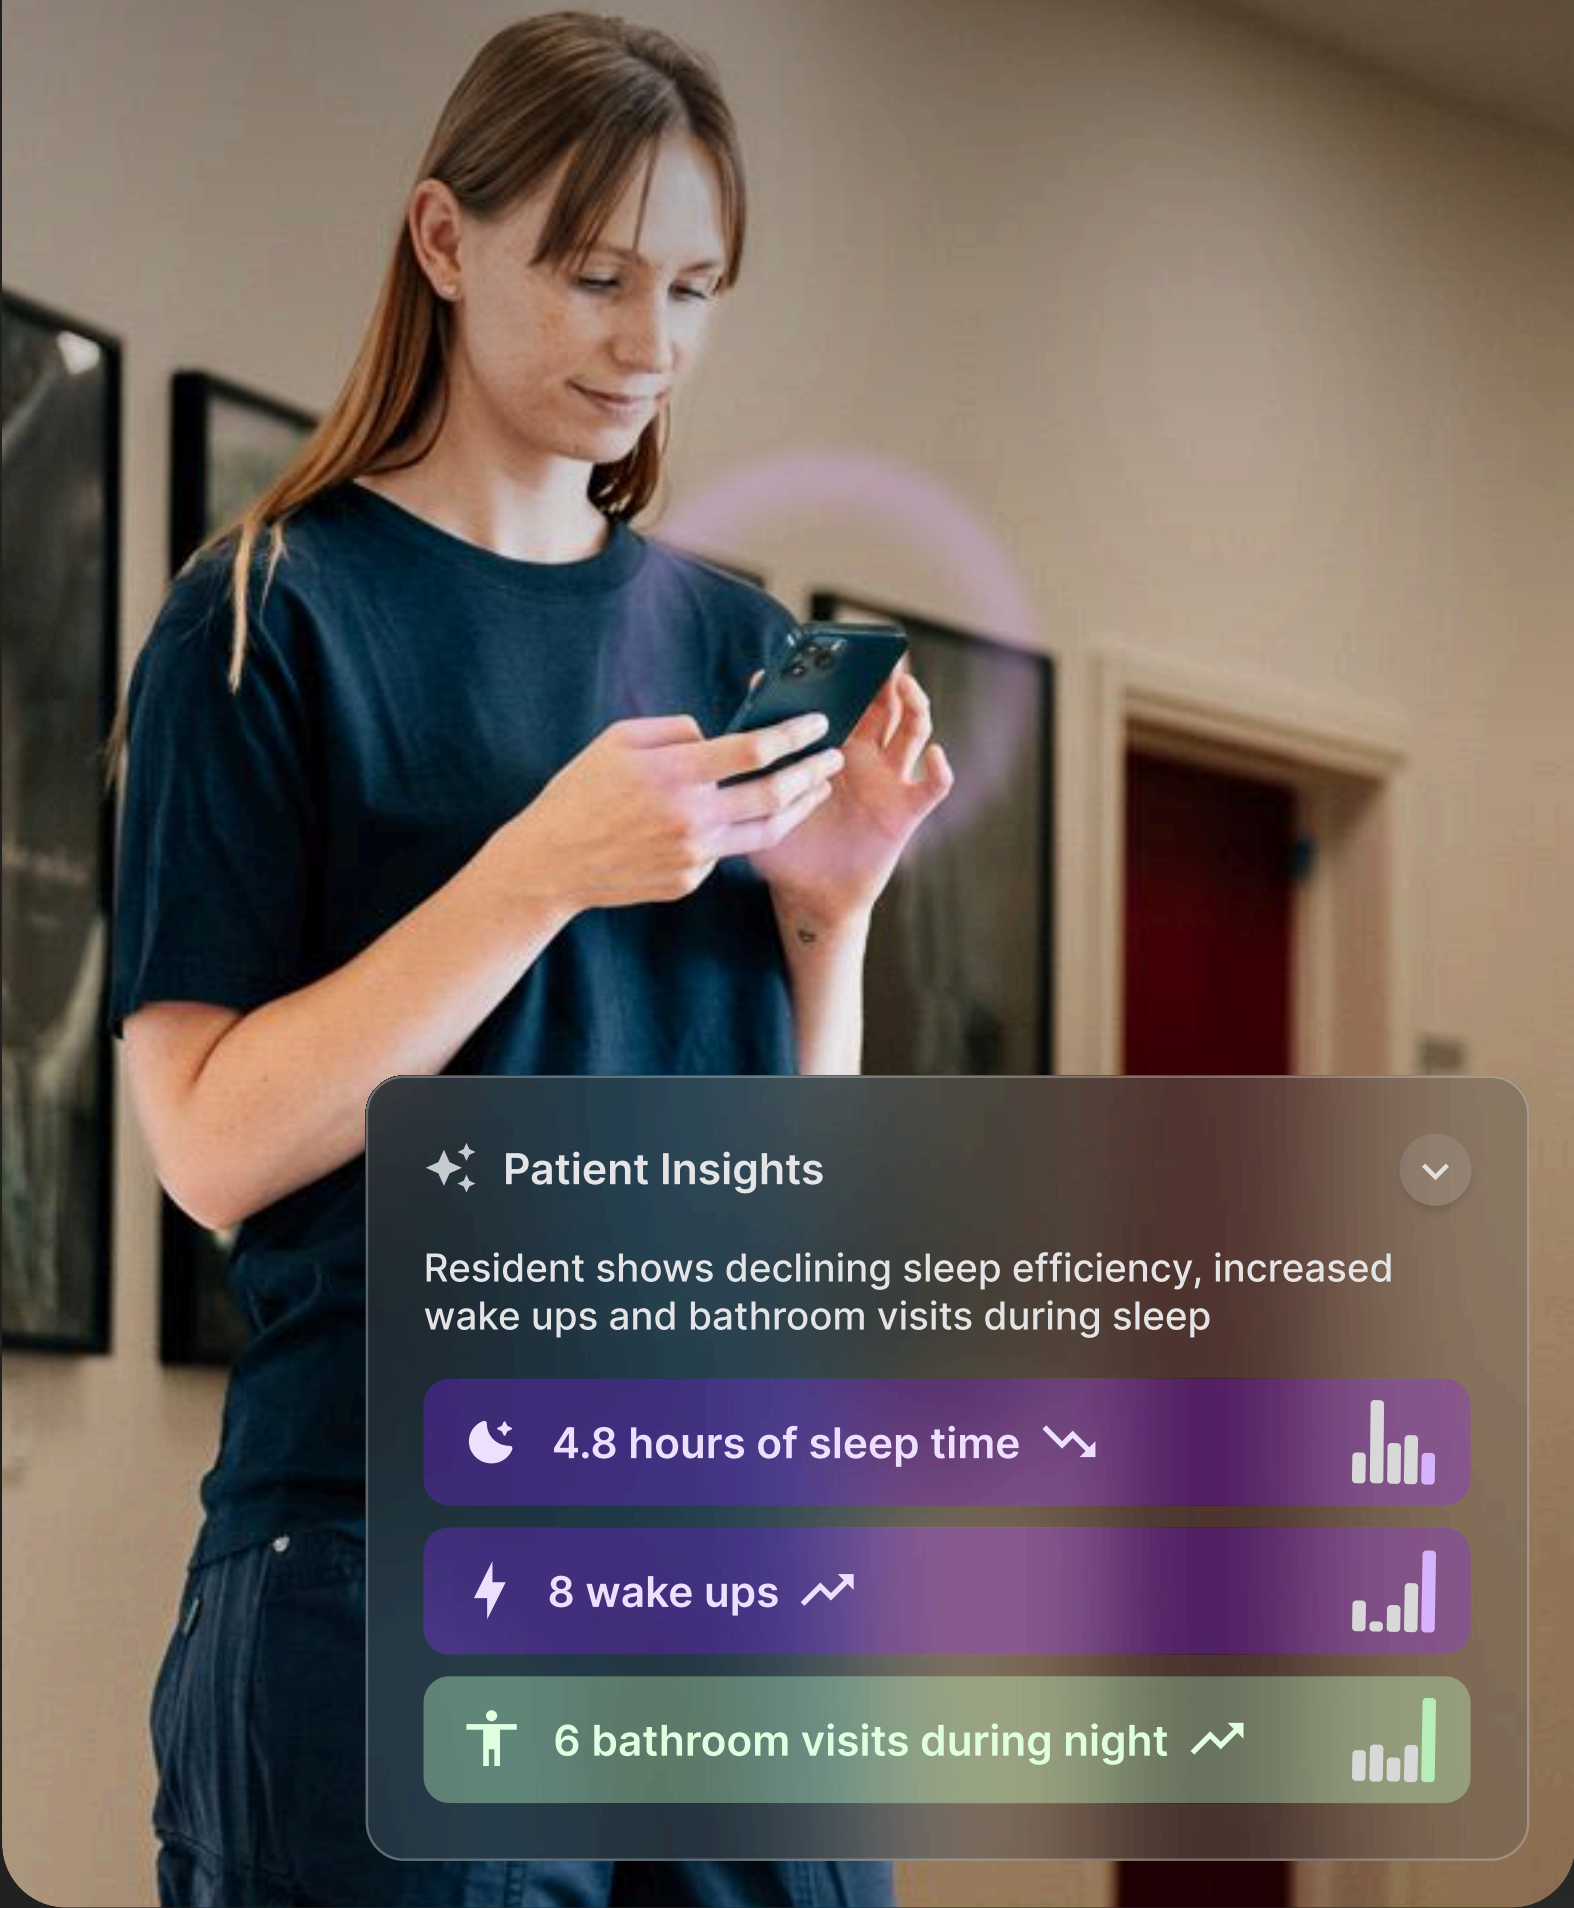 Patient Insights
Resident shows declining sleep efficiency, increased
wake ups and bathroom visits during sleep
4.8 hours of sleep time
8 wake ups
6 bathroom visits during night